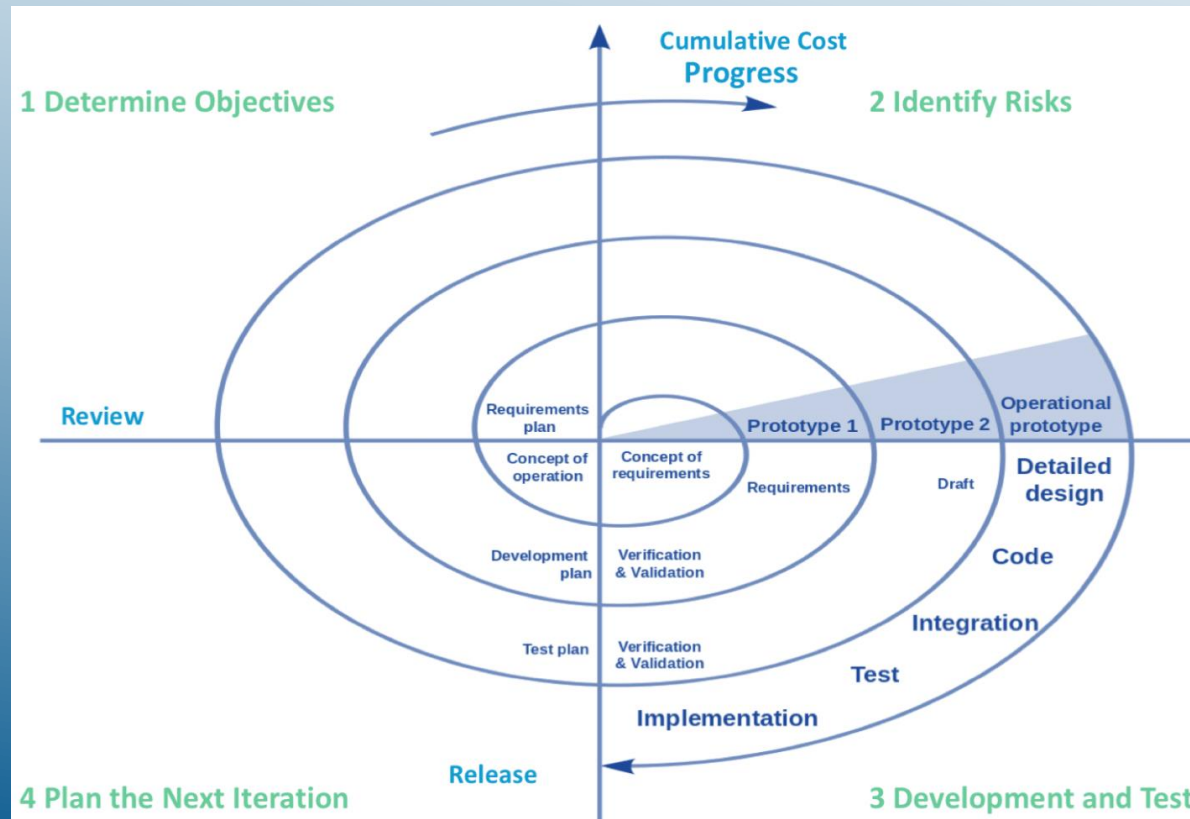 Cumulative Cost
Progress
1 Determine Objectives
2 Identify Risks
Review
Requirements
plan
Prototype 1
Prototype 2
Operational
prototype
Concept of
operation
Concept of
requirements
Requirements
Draft
Detailed
design
Development
plan
Verification
& Validation
Code
Integration
Test plan
Verification
& Validation
Test
Implementation
Release
4 Plan the Next Iteration
3 Development and Test